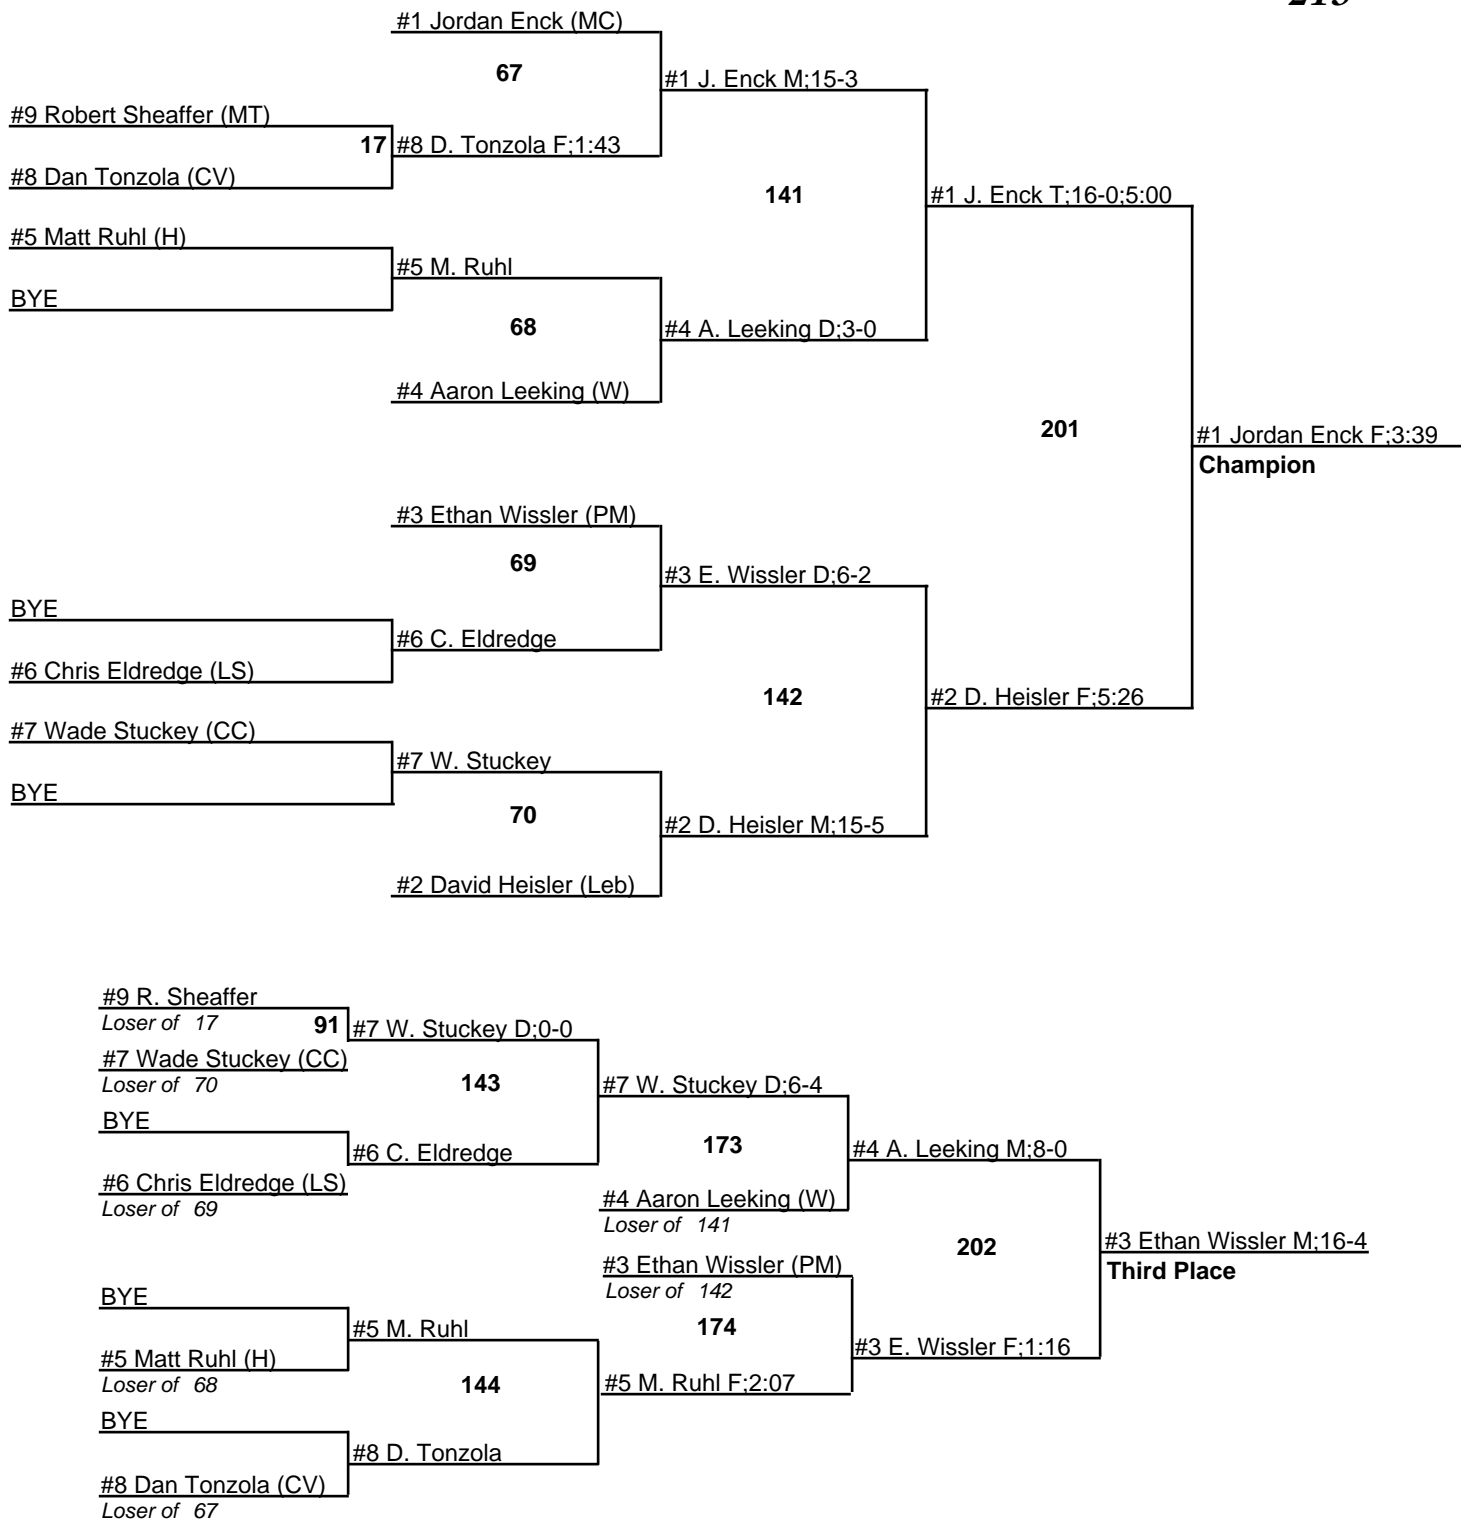 #1 Jordan Enck (MC)
67
#1 J. Enck M;15-3
#9 Robert Sheaffer (MT)
17
#8 D. Tonzola F;1:43
#8 Dan Tonzola (CV)
141
#1 J. Enck T;16-0;5:00
#5 Matt Ruhl (H)
#5 M. Ruhl
BYE
68
#4 A. Leeking D;3-0
#4 Aaron Leeking (W)
201
#1 Jordan Enck F;3:39
Champion
#3 Ethan Wissler (PM)
69
#3 E. Wissler D;6-2
BYE
#6 C. Eldredge
#6 Chris Eldredge (LS)
142
#2 D. Heisler F;5:26
#7 Wade Stuckey (CC)
#7 W. Stuckey
BYE
70
#2 D. Heisler M;15-5
#2 David Heisler (Leb)
#9 R. Sheaffer
Loser of 17
91
#7 W. Stuckey D;0-0
#7 Wade Stuckey (CC)
Loser of 70
143
#7 W. Stuckey D;6-4
BYE
#6 C. Eldredge
173
#4 A. Leeking M;8-0
#6 Chris Eldredge (LS)
Loser of 69
#4 Aaron Leeking (W)
Loser of 141
202
#3 Ethan Wissler M;16-4
Third Place
#3 Ethan Wissler (PM)
Loser of 142
BYE
#5 M. Ruhl
174
#3 E. Wissler F;1:16
#5 Matt Ruhl (H)
Loser of 68
144
#5 M. Ruhl F;2:07
BYE
#8 D. Tonzola
#8 Dan Tonzola (CV)
Loser of 67